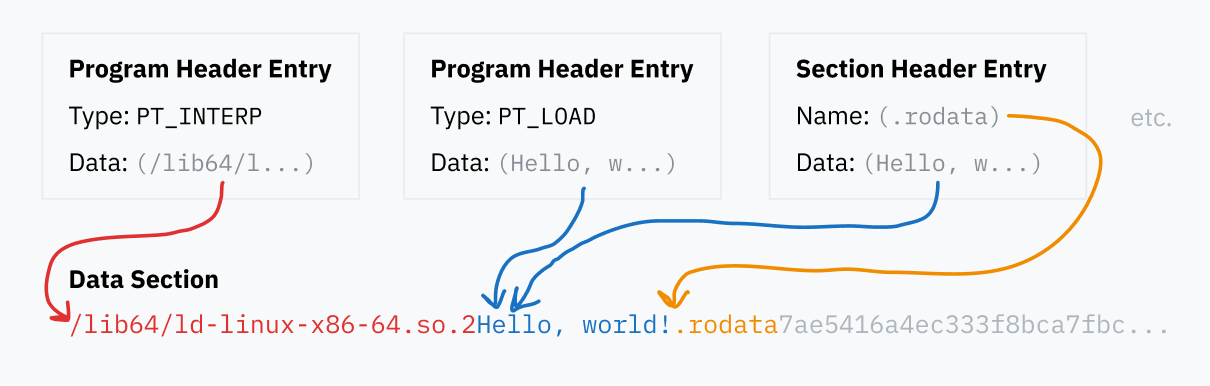 Program Header Entry
Type: PT_INTERP
Data: (/lib64/l...)
Program Header Entry
Type: PT_LOAD
Data: (Hello, w...)
Section Header Entry
Name: (.rodata)
Data: (Hello, w...)
etc.
Data Section
/lib64/ld-linux-x86-64.so.2Hello, world!.rodata7ae5416a4ec333f8bca7fbc...